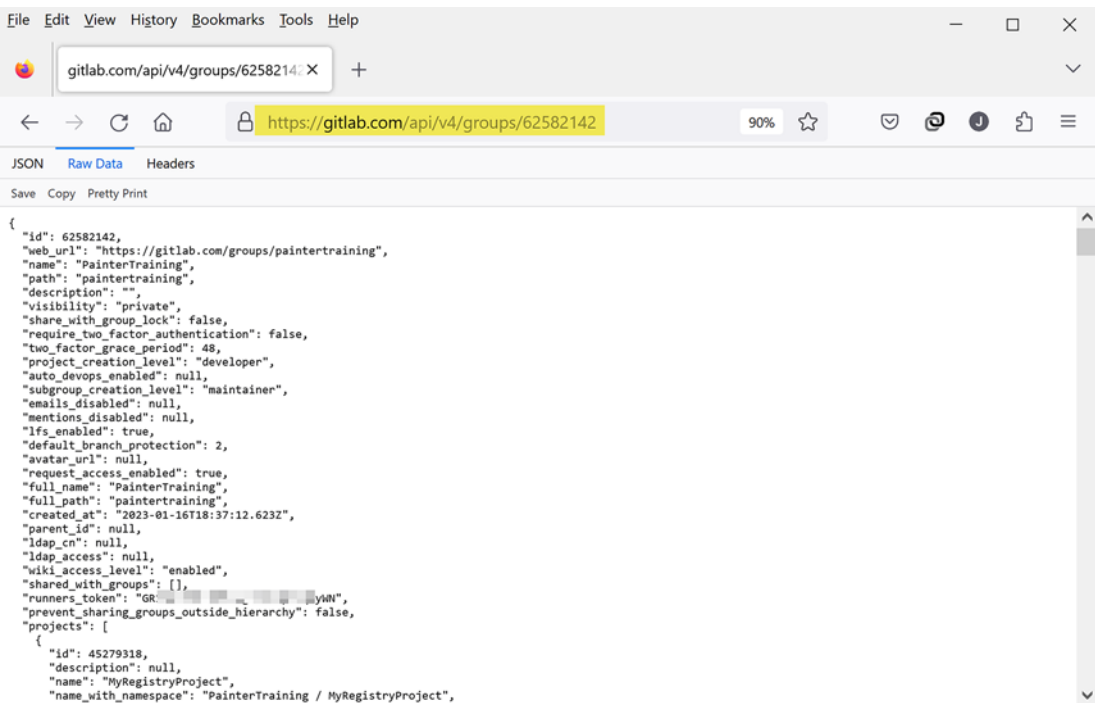 File Edit View History Bookmarks Tools Help
gitlab.com/api/v4/groups/6258214
https://gitlab.com/api/v4/groups/62582142
90%
J
JSON Raw Data Headers
Save Copy Pretty Print
{
"id": 62582142,
"web_url": "https://gitlab.com/groups/paintertraining",
"name": "PainterTraining",
"path": "paintertraining",
"description": "",
"visibility": "private",
"share_with_group_lock": false,
"require_two_factor_authentication": false,
"two_factor_grace_period": 48,
"project_creation_level": "developer",
"auto_devops_enabled": null,
"subgroup_creation_level": "maintainer",
"emails_disabled": null,
"mentions_disabled": null,
"lfs_enabled": true,
"default_branch_protection": 2,
"avatar_url": null,
"request_access_enabled": true,
"full_name": "PainterTraining",
"full_path": "paintertraining",
"created_at": "2023-01-16T18:37:12.623Z",
"parent_id": null,
"ldap_cn": null,
"ldap_access": null,
"wiki_access_level": "enabled",
"shared_with_groups": [],
"runners_token": "GR yWN",
"prevent_sharing_groups_outside_hierarchy": false,
"projects": [
{
"id": 45279318,
"description": null,
"name": "MyRegistryProject",
"name_with_namespace": "PainterTraining / MyRegistryProject",